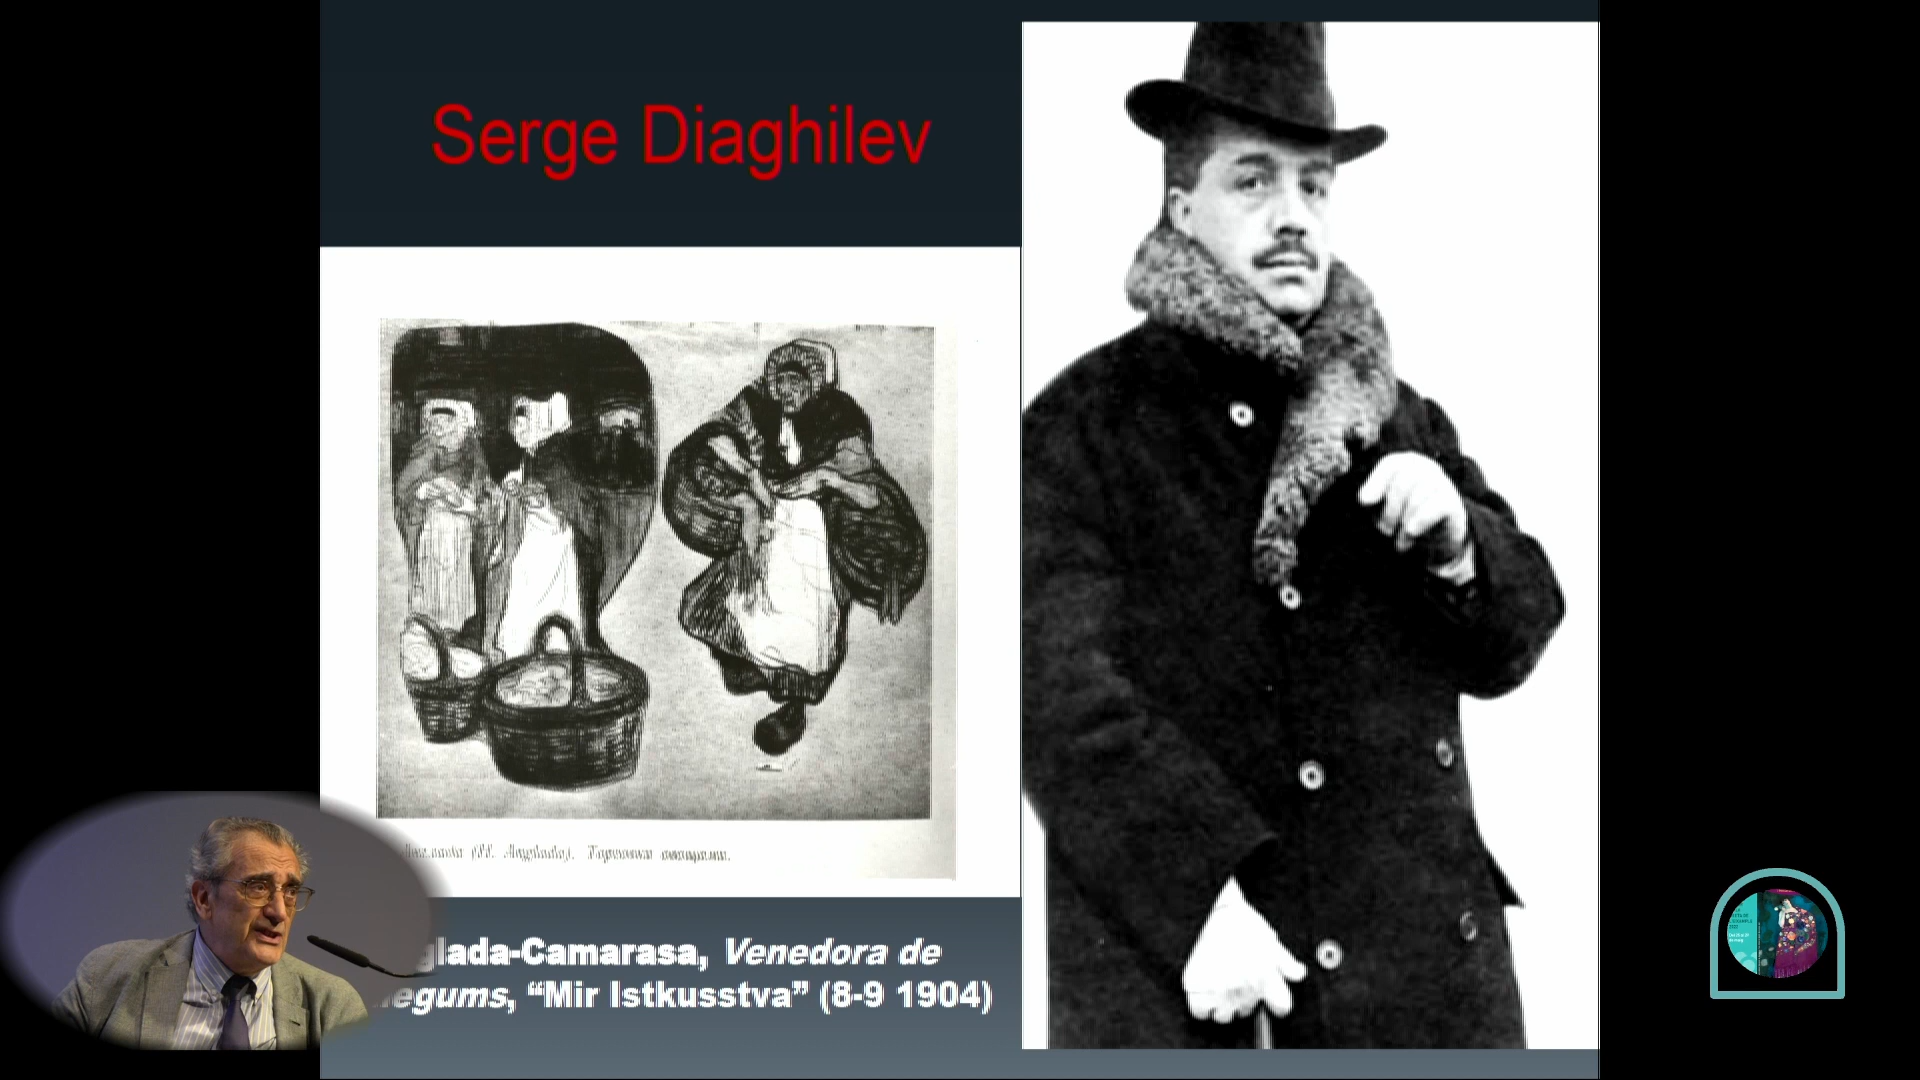 Serge Diaghilev
glada-Camarasa, Venedora de
egums, “Mir Istkusstva” (8-9 1904)